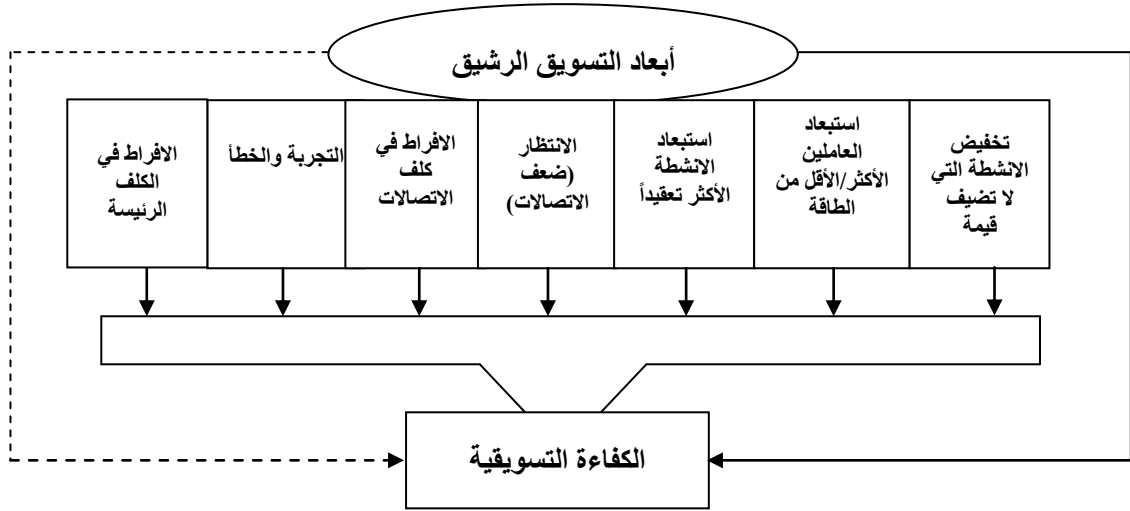 أبعاد التسويق الرشيق
تخفيض
الانشطة التي
لا تضيف
قيمة
استبعاد
العاملين
الأكثر/الأقل من
الطاقة
استبعاد
الانشطة
الأكثر تعقيداً
الانتظار
(ضعف
الاتصالات)
الافراط في
كلف
الاتصالات
التجربة والخطأ
الافراط في
الكلف
الرئيسة
الكفاءة التسويقية